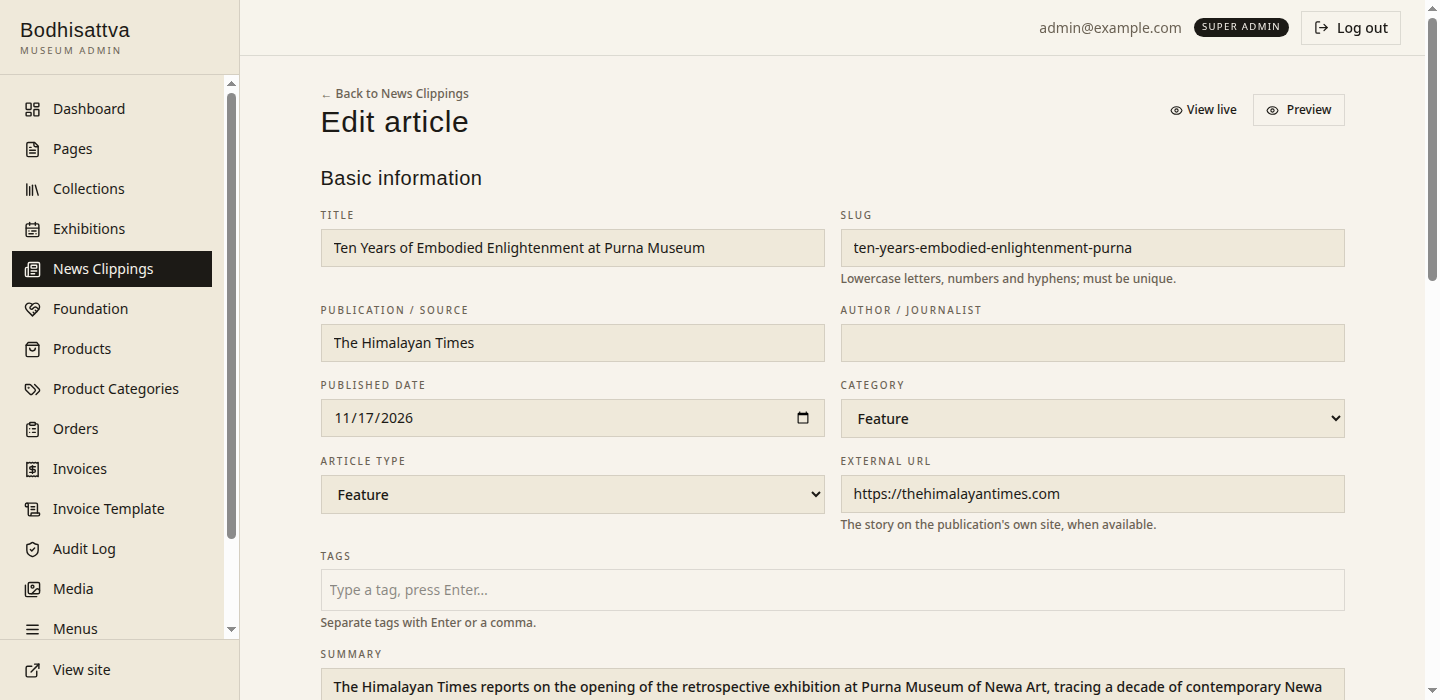 Bodhisattva
MUSEUM ADMIN
Dashboard
Pages
Collections
Exhibitions
News Clippings
Foundation
Products
Product Categories
Orders
Invoices
Invoice Template
Audit Log
Media
Menus
View site
admin@example.com
SUPER ADMIN
Log out
← Back to News Clippings
Edit article
View live
Preview
Basic information
TITLE
Ten Years of Embodied Enlightenment at Purna Museum
SLUG
ten-years-embodied-enlightenment-purna
Lowercase letters, numbers and hyphens; must be unique.
PUBLICATION / SOURCE
The Himalayan Times
AUTHOR / JOURNALIST
PUBLISHED DATE
11/17/2026
CATEGORY
Feature
ARTICLE TYPE
Feature
EXTERNAL URL
https://thehimalayantimes.com
The story on the publication's own site, when available.
TAGS
Type a tag, press Enter...
Separate tags with Enter or a comma.
SUMMARY
The Himalayan Times reports on the opening of the retrospective exhibition at Purna Museum of Newa Art, tracing a decade of contemporary Newa